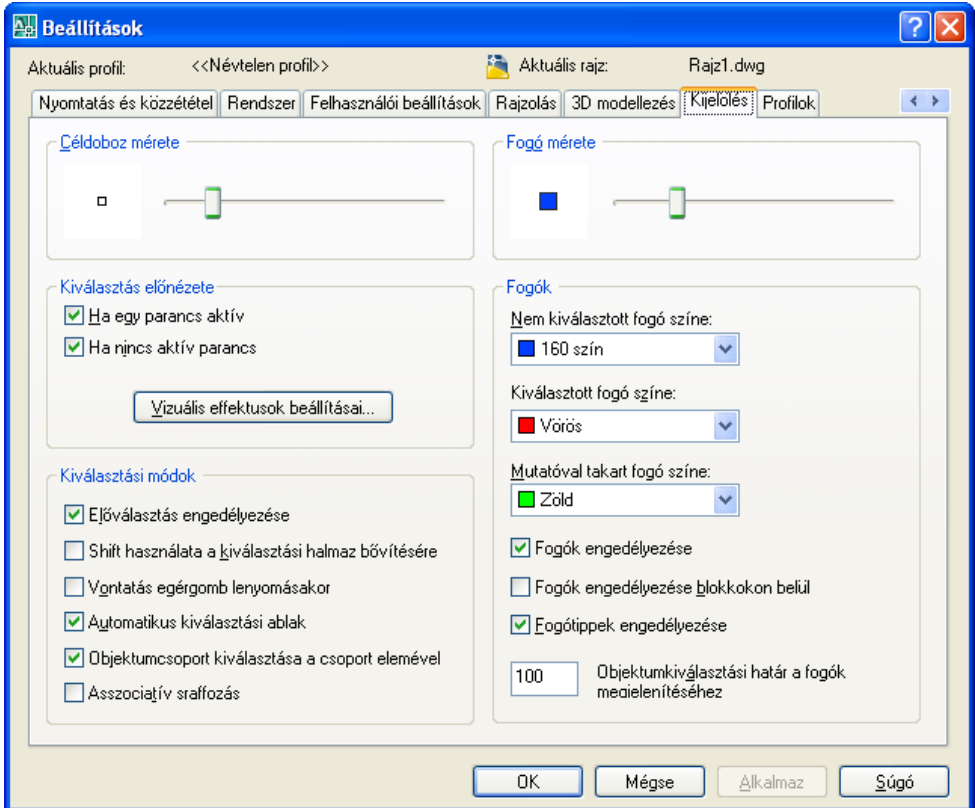 Beállítások
Aktuális profil: <<Névtelen profil>> Aktuális rajz: Rajz1.dwg
Nyomtatás és közzététel Rendszer Felhasználói beállítások Rajzolás 3D modellezés Kijelölés Profilok
Céldoboz mérete
Fogó mérete
Kiválasztás előnézete
Ha egy parancs aktív
Ha nincs aktív parancs
Vizuális effektusok beállításai...
Kiválasztási módok
Előválasztás engedélyezése
Shift használata a kiválasztási halmaz bővítésére
Vontatás egérgomb lenyomásakor
Automatikus kiválasztási ablak
Objektumcsoport kiválasztása a csoport elemével
Asszociatív sraffozás
Fogók
Nem kiválasztott fogó színe:
160 szín
Kiválasztott fogó színe:
Vörös
Mutatóval takart fogó színe:
Zöld
Fogók engedélyezése
Fogók engedélyezése blokkokon belül
Fogótippek engedélyezése
100 Objektumkiválasztási határ a fogók
megjelenítéséhez
OK Mégse Alkalmaz Súgó